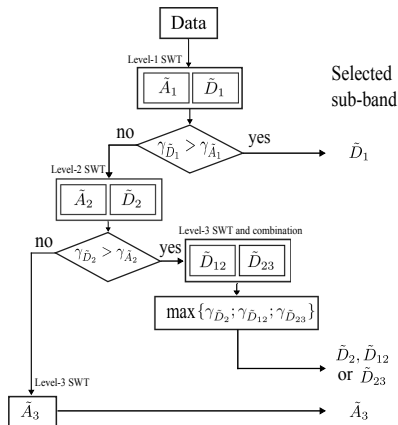 Data
Level-1 SWT
Ã₁ D̃₁
Selected
sub-band
no
γ_D̃₁ > γ_Ã₁
yes
D̃₁
Level-2 SWT
Ã₂ D̃₂
Level-3 SWT and combination
no
γ_D̃₂ > γ_Ã₂
yes
D̃₁₂ D̃₂₃
max{γ_D̃₂; γ_D̃₁₂; γ_D̃₂₃}
D̃₂, D̃₁₂
or D̃₂₃
Level-3 SWT
Ã₃
Ã₃